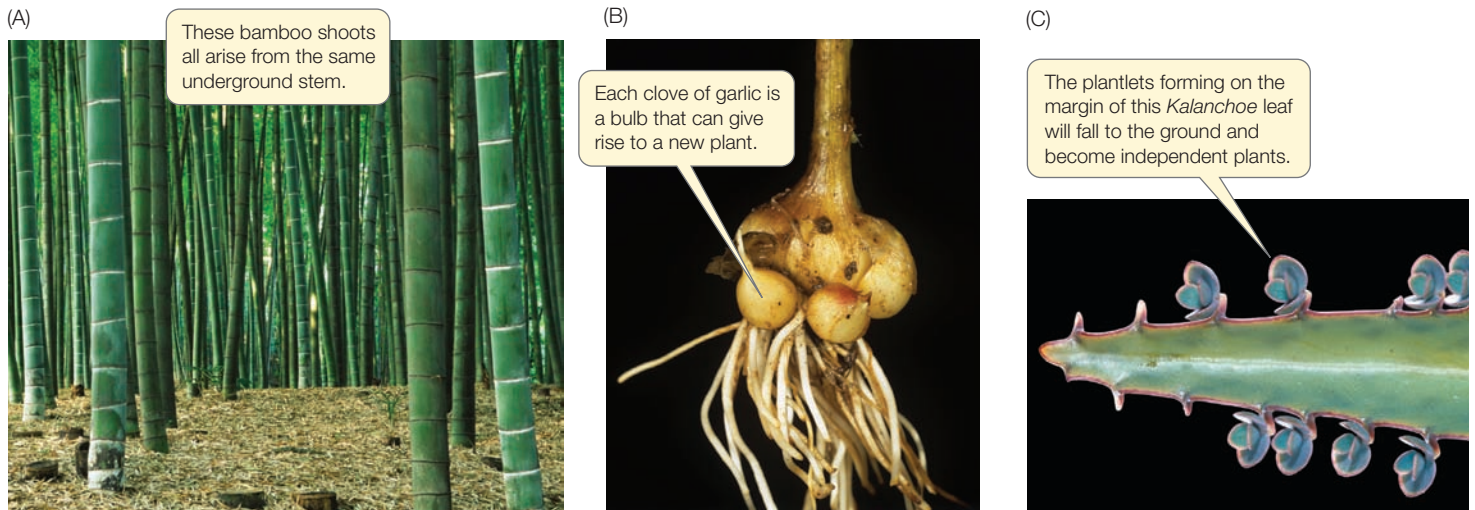 (A)
These bamboo shoots
all arise from the same
underground stem.
(B)
Each clove of garlic is
a bulb that can give
rise to a new plant.
(C)
The plantlets forming on the
margin of this Kalanchoe leaf
will fall to the ground and
become independent plants.